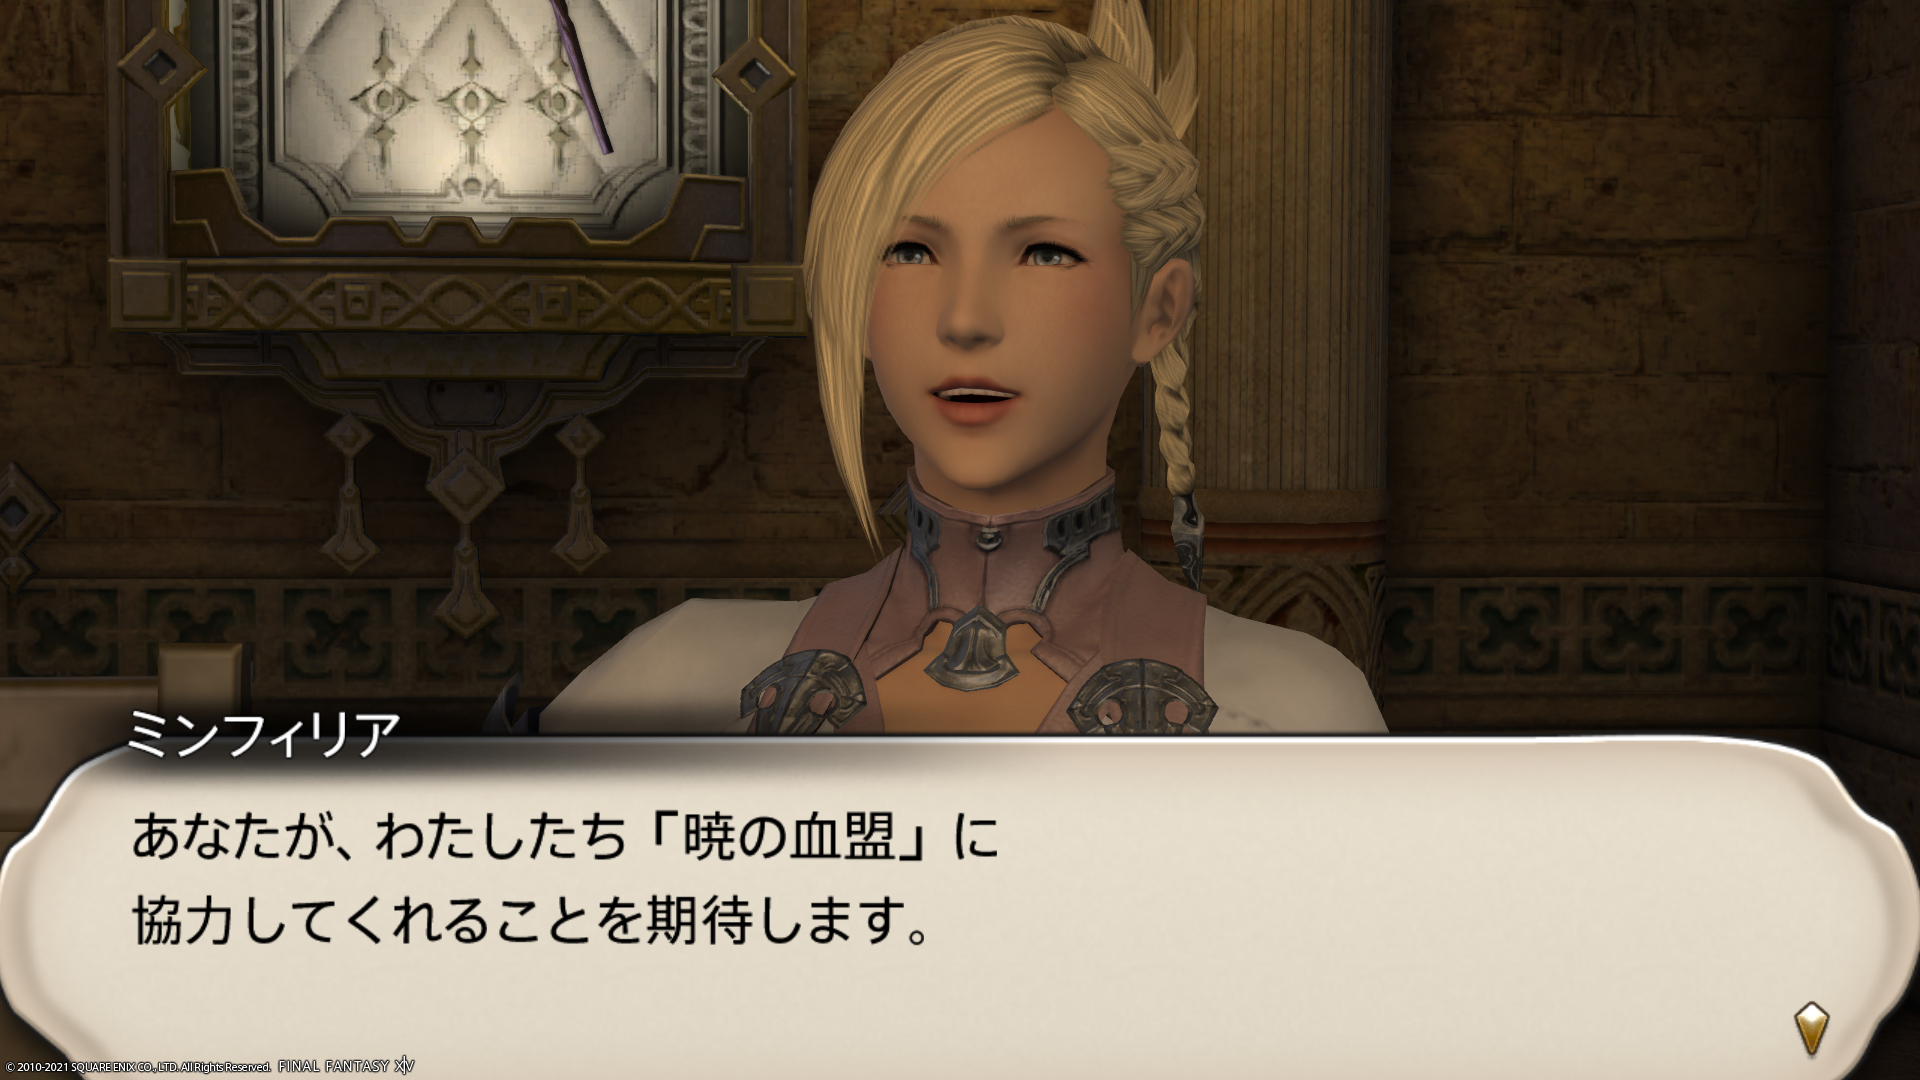 ミンフィリア
あなたが、わたしたち「暁の血盟」に
協力してくれることを期待します。
© 2010-2021 SQUARE ENIX CO., LTD. All Rights Reserved. FINAL FANTASY XIV